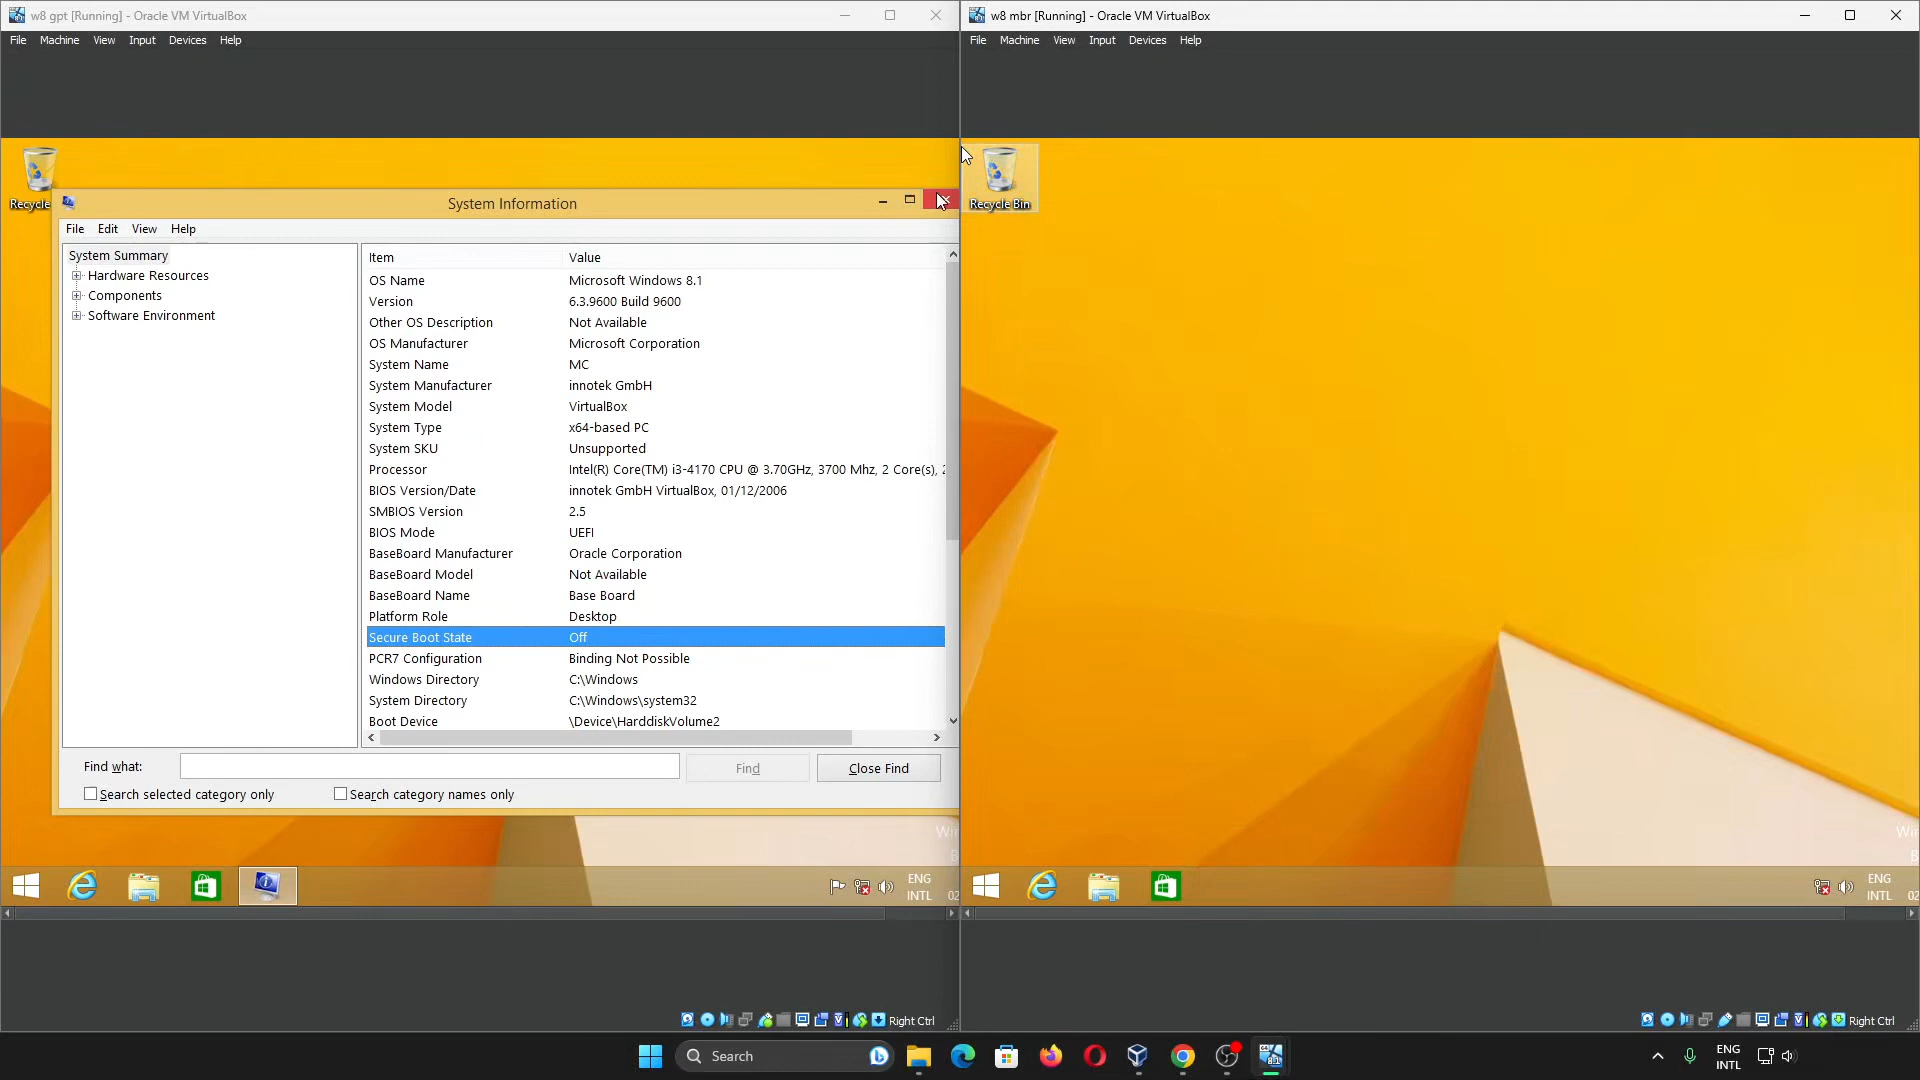 w8 gpt [Running] - Oracle VM VirtualBox
File Machine View Input Devices Help
Recycle
System Information
File Edit View Help
System Summary
Hardware Resources
Components
Software Environment
Item Value
OS Name Microsoft Windows 8.1
Version 6.3.9600 Build 9600
Other OS Description Not Available
OS Manufacturer Microsoft Corporation
System Name MC
System Manufacturer innotek GmbH
System Model VirtualBox
System Type x64-based PC
System SKU Unsupported
Processor Intel(R) Core(TM) i3-4170 CPU @ 3.70GHz, 3700 Mhz, 2 Core(s), 2
BIOS Version/Date innotek GmbH VirtualBox, 01/12/2006
SMBIOS Version 2.5
BIOS Mode UEFI
BaseBoard Manufacturer Oracle Corporation
BaseBoard Model Not Available
BaseBoard Name Base Board
Platform Role Desktop
Secure Boot State Off
PCR7 Configuration Binding Not Possible
Windows Directory C:\Windows
System Directory C:\Windows\system32
Boot Device \Device\HarddiskVolume2
Find what: Find Close Find
Search selected category only Search category names only
Win
ENG
INTL 02
Right Ctrl
w8 mbr [Running] - Oracle VM VirtualBox
File Machine View Input Devices Help
Recycle Bin
Win
ENG
INTL 02
Right Ctrl
Search
ENG
INTL